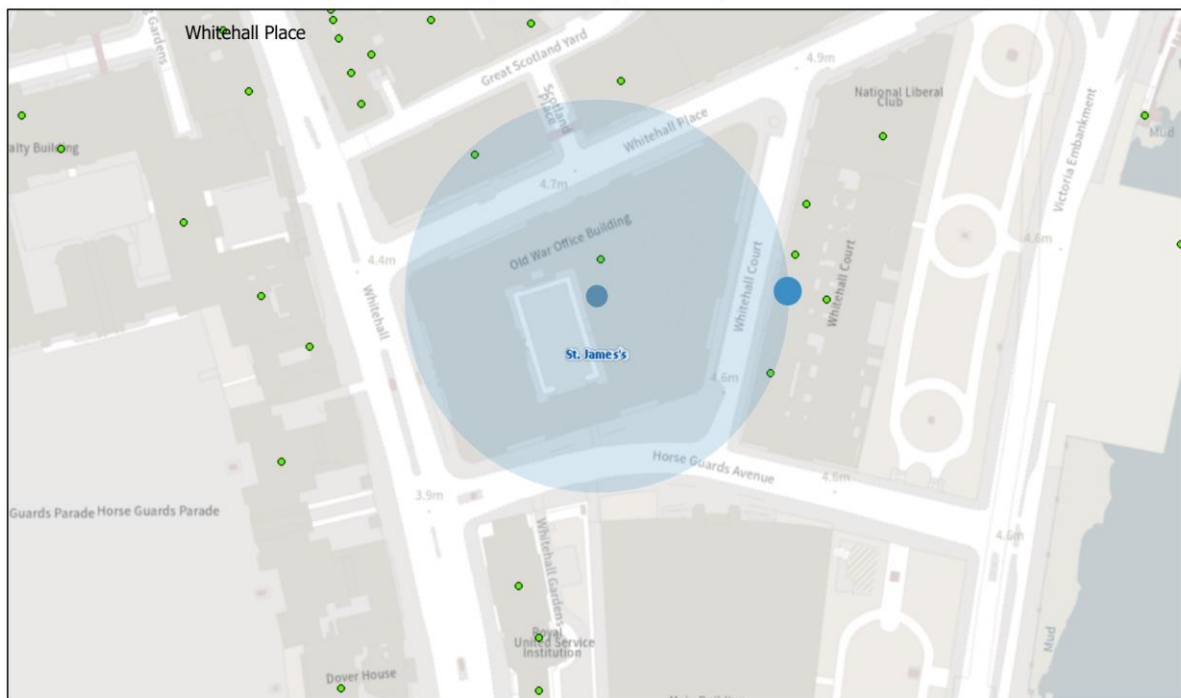 Whitehall Place
Gardens
Great Scotland Yard
Scotland
Place
4.9m
National Liberal
Club
Victoria Embankment
Mud
Whitehall Place
alty Building
4.7m
Old War Office Building
4.4m
4.6m
Whitehall
Whitehall Court
Whitehall Court
St. James's
4.6m
Horse Guards Avenue
4.6m
3.9m
Guards Parade Horse Guards Parade
Whitehall Gardens
4.6m
Royal
United Service
Institution
Mud
Dover House
Main Building